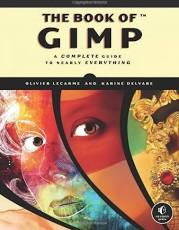 THE BOOK OF™
GIMP
A COMPLETE GUIDE
TO NEARLY EVERYTHING
OLIVIER LECARME AND KARINE DELVARE